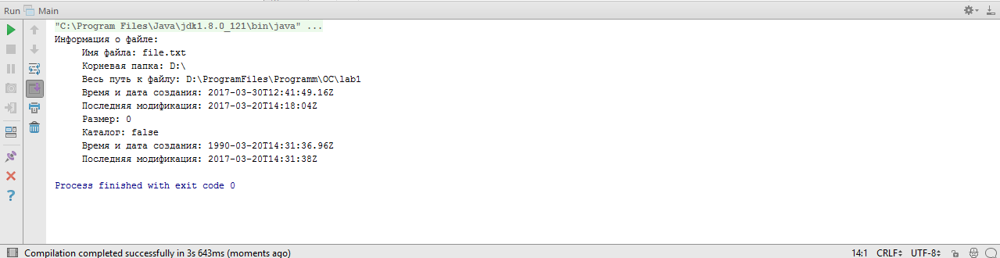 Run Main
"C:\Program Files\Java\jdk1.8.0_121\bin\java" ...
Информация о файле:
Имя файла: file.txt
Корневая папка: D:\
Весь путь к файлу: D:\ProgramFiles\Programm\OC\lab1
Время и дата создания: 2017-03-30T12:41:49.16Z
Последняя модификация: 2017-03-20T14:18:04Z
Размер: 0
Каталог: false
Время и дата создания: 1990-03-20T14:31:36.96Z
Последняя модификация: 2017-03-20T14:31:38Z
Process finished with exit code 0
Compilation completed successfully in 3s 643ms (moments ago) 14:1 CRLF UTF-8